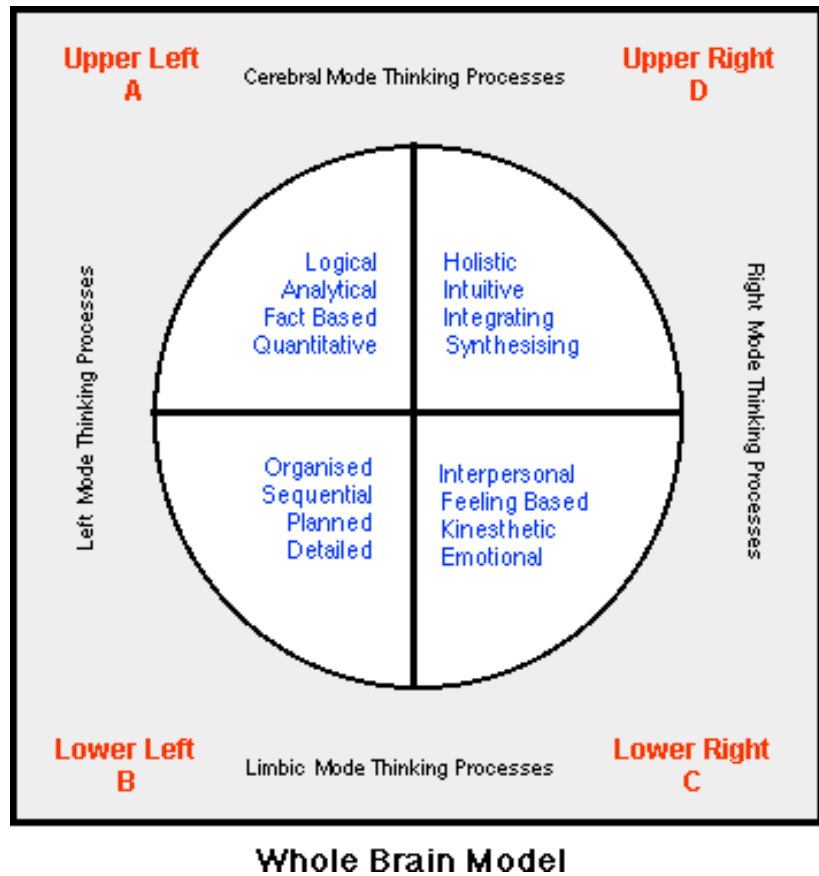 Upper Left
A
Cerebral Mode Thinking Processes
Upper Right
D
Left Mode Thinking Processes
Logical
Analytical
Fact Based
Quantitative
Holistic
Intuitive
Integrating
Synthesising
Organised
Sequential
Planned
Detailed
Interpersonal
Feeling Based
Kinesthetic
Emotional
Right Mode Thinking Processes
Lower Left
B
Limbic Mode Thinking Processes
Lower Right
C
Whole Brain Model